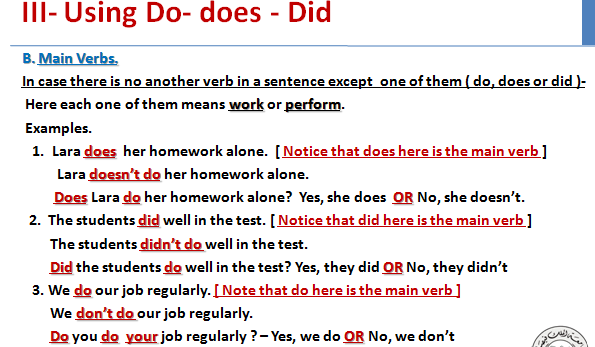 III- Using Do- does - Did
B. Main Verbs.
In case there is no another verb in a sentence except one of them ( do, does or did )-
Here each one of them means work or perform.
Examples.
1. Lara does her homework alone. [ Notice that does here is the main verb ]
Lara doesn't do her homework alone.
Does Lara do her homework alone? Yes, she does OR No, she doesn't.
2. The students did well in the test. [ Notice that did here is the main verb ]
The students didn't do well in the test.
Did the students do well in the test? Yes, they did OR No, they didn't
3. We do our job regularly. [ Note that do here is the main verb ]
We don't do our job regularly.
Do you do your job regularly ? – Yes, we do OR No, we don't